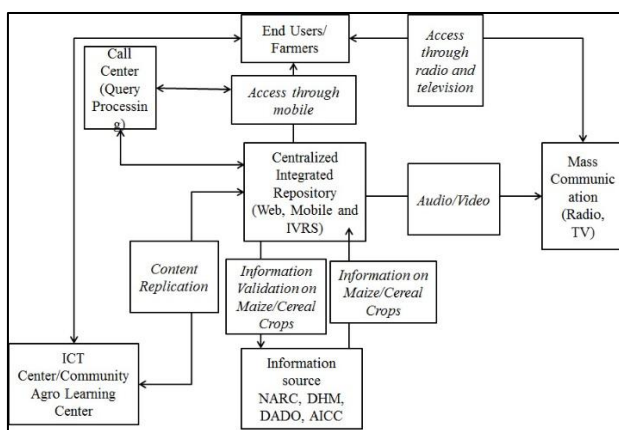 End Users/
Farmers
Access
through
radio and
television
Call
Center
(Query
Processin
g)
Access through
mobile
Centralized
Integrated
Repository
(Web, Mobile and
IVRS)
Audio/Video
Mass
Communic
ation
(Radio,
TV)
Content
Replication
Information
Validation on
Maize/Cereal
Crops
Information on
Maize/Cereal
Crops
ICT
Center/Community
Agro Learning
Center
Information
source
NARC, DHM,
DADO, AICC